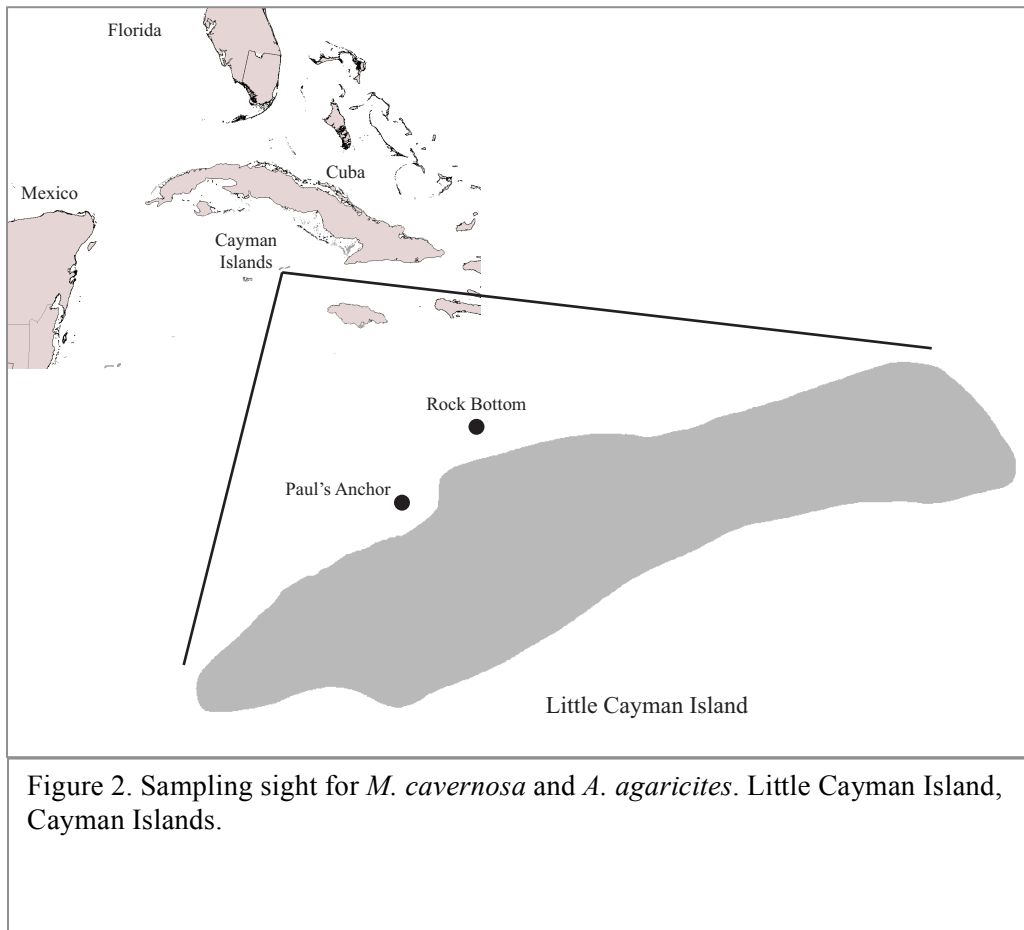 Florida
Cuba
Mexico
Cayman
Islands
Rock Bottom
Paul’s Anchor
Little Cayman Island
Figure 2. Sampling sight for M. cavernosa and A. agaricites. Little Cayman Island,
Cayman Islands.